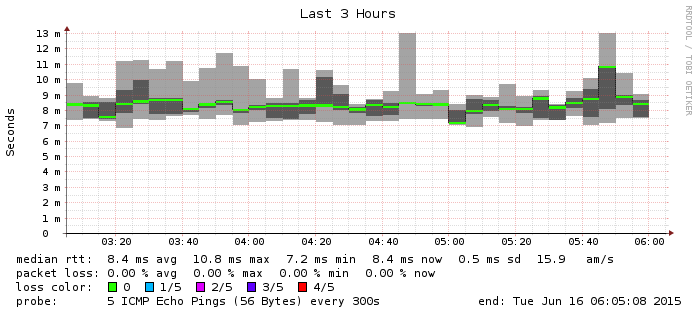 Last 3 Hours
RRDTOOL / TOBI OETIKER
Seconds
13 m
12 m
11 m
10 m
9 m
8 m
7 m
6 m
5 m
4 m
3 m
2 m
1 m
0
03:20 03:40 04:00 04:20 04:40 05:00 05:20 05:40 06:00
median rtt: 8.4 ms avg 10.8 ms max 7.2 ms min 8.4 ms now 0.5 ms sd 15.9 am/s
packet loss: 0.00 % avg 0.00 % max 0.00 % min 0.00 % now
loss color: 0 1/5 2/5 3/5 4/5
probe: 5 ICMP Echo Pings (56 Bytes) every 300s end: Tue Jun 16 06:05:08 2015